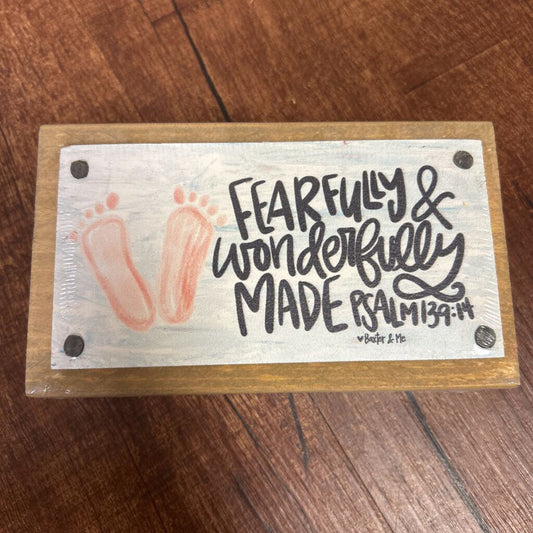 FEARFULLY &
wonderfully
MADE PSALM 139:14
♥Baxter & Me